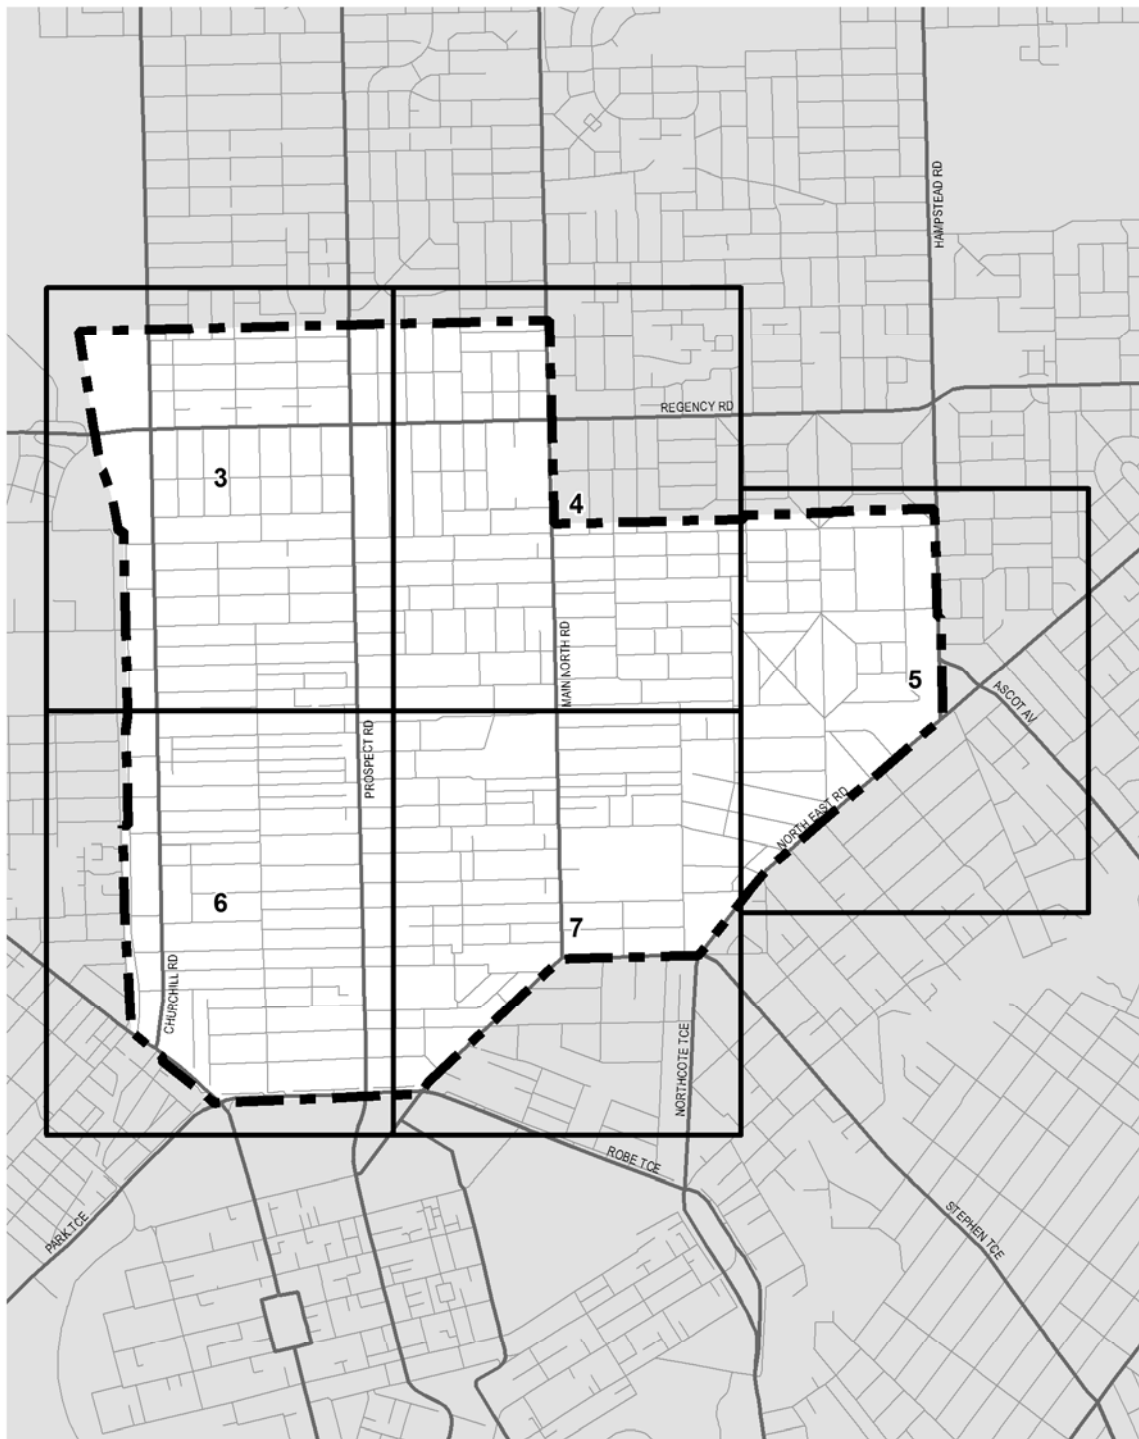 HAMPSTEAD RD
REGENCY RD
3
4
MAIN NORTH RD
5
ASCOT AV
PROSPECT RD
NORTH EAST RD
6
7
CHURCHILL RD
NORTHCOTE TCE
ROBE TCE
PARK TCE
STEPHEN TCE